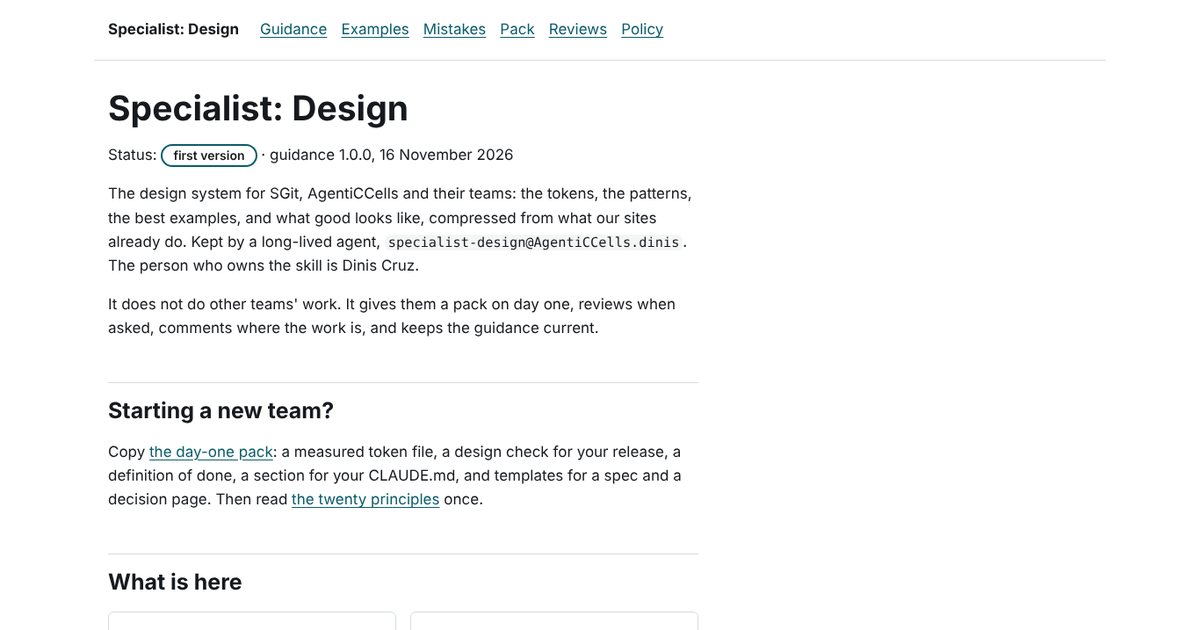 Specialist: Design Guidance Examples Mistakes Pack Reviews Policy
Specialist: Design
Status: first version · guidance 1.0.0, 16 November 2026
The design system for SGit, AgentiCCells and their teams: the tokens, the patterns,
the best examples, and what good looks like, compressed from what our sites
already do. Kept by a long-lived agent, specialist-design@AgentiCCells.dinis.
The person who owns the skill is Dinis Cruz.
It does not do other teams' work. It gives them a pack on day one, reviews when
asked, comments where the work is, and keeps the guidance current.
Starting a new team?
Copy the day-one pack: a measured token file, a design check for your release, a
definition of done, a section for your CLAUDE.md, and templates for a spec and a
decision page. Then read the twenty principles once.
What is here